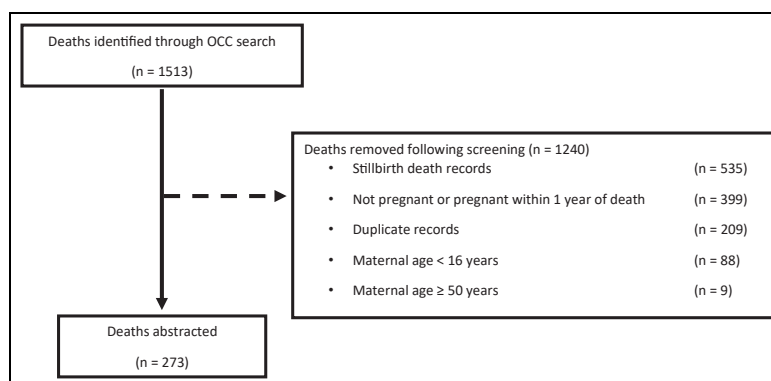 Deaths identified through OCC search
(n = 1513)
Deaths removed following screening (n = 1240)
• Stillbirth death records (n = 535)
• Not pregnant or pregnant within 1 year of death (n = 399)
• Duplicate records (n = 209)
• Maternal age < 16 years (n = 88)
• Maternal age ≥ 50 years (n = 9)
Deaths abstracted
(n = 273)